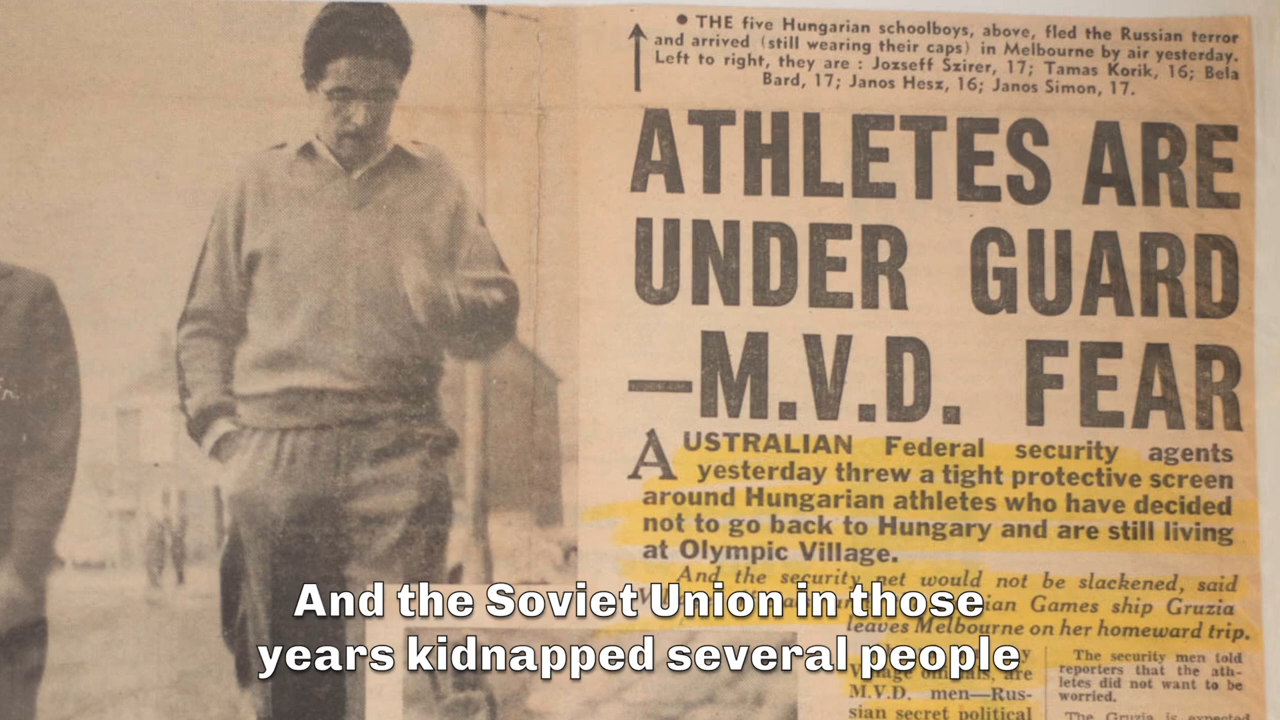 ● THE five Hungarian schoolboys, above, fled the Russian terror
and arrived (still wearing their caps) in Melbourne by air yesterday.
Left to right, they are : Jozseff Szirer, 17; Tamas Korik, 16; Bela
Bard, 17; Janos Hesz, 16; Janos Simon, 17.
ATHLETES ARE
UNDER GUARD
—M.V.D. FEAR
AUSTRALIAN Federal security agents
yesterday threw a tight protective screen
around Hungarian athletes who have decided
not to go back to Hungary and are still living
at Olympic Village.
And the security net would not be slackened, said
ian Games ship Gruzia
leaves Melbourne on her homeward trip.
are
M.V.D. men—Rus-
sian secret political
The security men told
reporters that the ath-
letes did not want to be
worried.
The Gruzia is expected
And the Soviet Union in those
years kidnapped several people